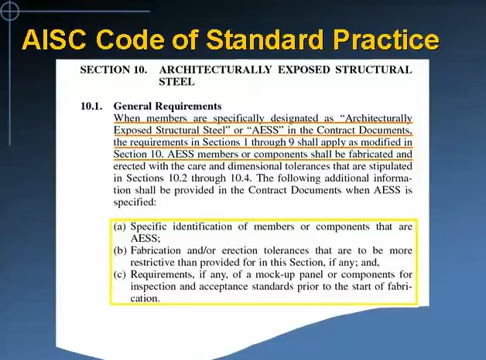 AISC Code of Standard Practice
SECTION 10. ARCHITECTURALLY EXPOSED STRUCTURAL
STEEL
10.1. General Requirements
When members are specifically designated as “Architecturally
Exposed Structural Steel” or “AESS” in the Contract Documents,
the requirements in Sections 1 through 9 shall apply as modified in
Section 10. AESS members or components shall be fabricated and
erected with the care and dimensional tolerances that are stipulated
in Sections 10.2 through 10.4. The following additional informa-
tion shall be provided in the Contract Documents when AESS is
specified:
(a) Specific identification of members or components that are
AESS;
(b) Fabrication and/or erection tolerances that are to be more
restrictive than provided for in this Section, if any; and,
(c) Requirements, if any, of a mock-up panel or components for
inspection and acceptance standards prior to the start of fabri-
cation.